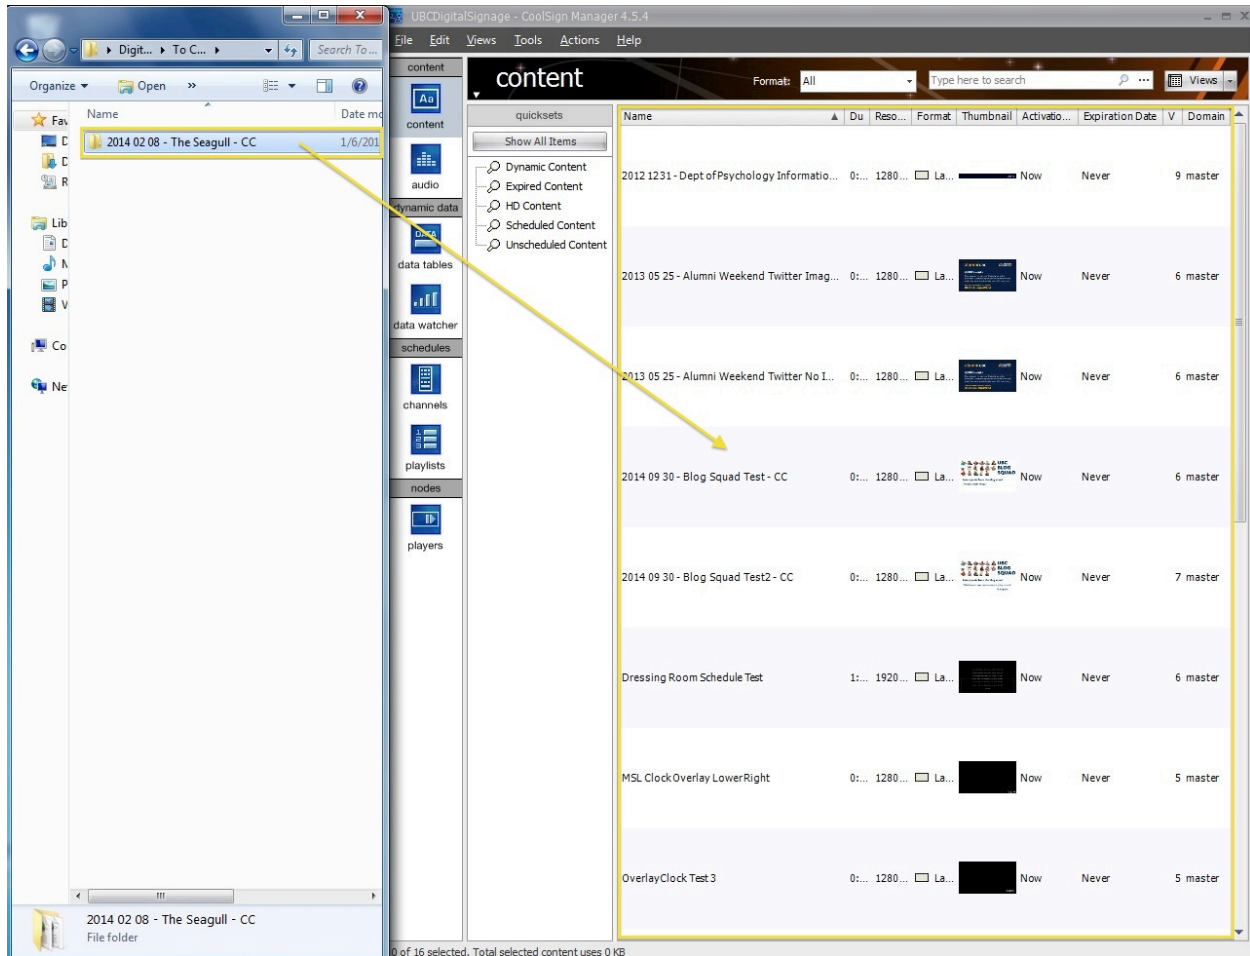 Digit... ▸ To C... ▸
Search To ...
Organize
Open
»
Name
Date mo
Fav
D
D
R
2014 02 08 - The Seagull - CC
1/6/201
Lib
D
M
P
V
Co
Ne
2014 02 08 - The Seagull - CC
File folder
UBCDigitalSignage - CoolSign Manager 4.5.4
File Edit Views Tools Actions Help
content
Aa
content
audio
dynamic data
DATA
data tables
data watcher
schedules
channels
playlists
nodes
players
content
Format: All
Type here to search
...
Views
quicksets
Show All Items
Dynamic Content
Expired Content
HD Content
Scheduled Content
Unscheduled Content
Name Du Reso... Format Thumbnail Activatio... Expiration Date V Domain
2012 1231 - Dept of Psychology Informatio... 0:... 1280... La... Now Never 9 master
2013 05 25 - Alumni Weekend Twitter Imag... 0:... 1280... La... Now Never 6 master
2013 05 25 - Alumni Weekend Twitter No I... 0:... 1280... La... Now Never 6 master
2014 09 30 - Blog Squad Test - CC 0:... 1280... La... UBC BLOG SQUAD Now Never 6 master
2014 09 30 - Blog Squad Test2 - CC 0:... 1280... La... UBC BLOG SQUAD Now Never 7 master
Dressing Room Schedule Test 1:... 1920... La... Now Never 6 master
MSL Clock Overlay LowerRight 0:... 1280... La... Now Never 5 master
OverlayClock Test 3 0:... 1280... La... Now Never 5 master
0 of 16 selected. Total selected content uses 0 KB